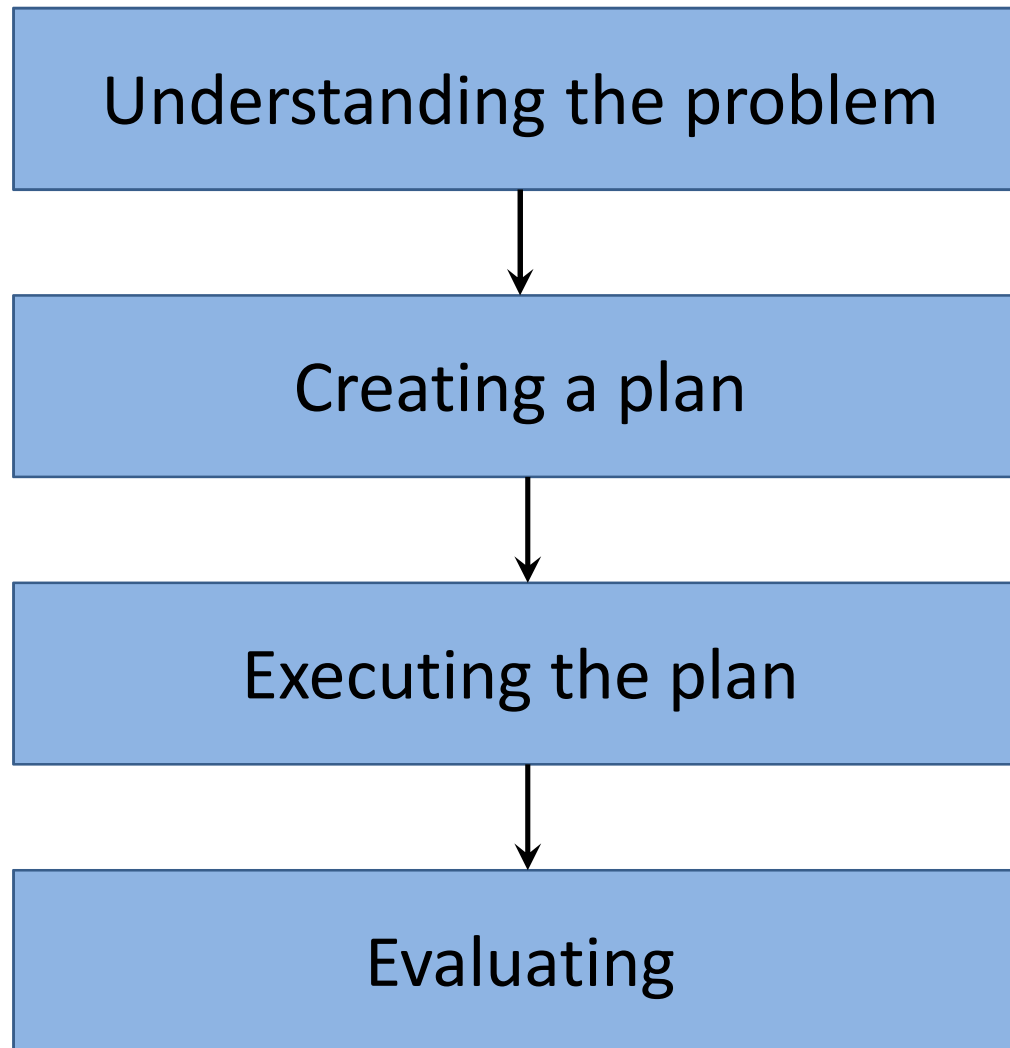 Understanding the problem
Creating a plan
Executing the plan
Evaluating